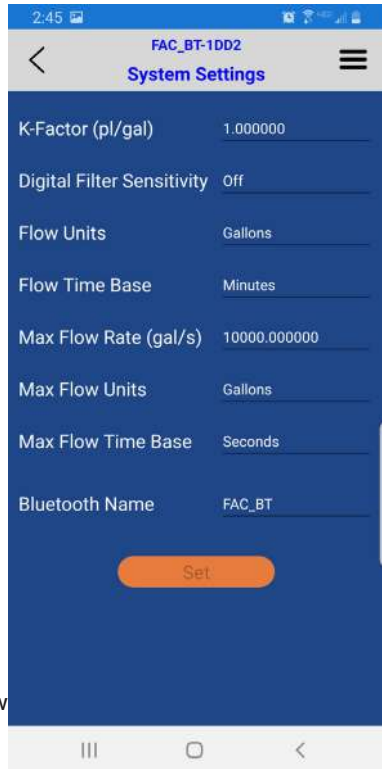 2:45
FAC_BT-1DD2
System Settings
K-Factor (pl/gal) 1.000000
Digital Filter Sensitivity Off
Flow Units Gallons
Flow Time Base Minutes
Max Flow Rate (gal/s) 10000.000000
Max Flow Units Gallons
Max Flow Time Base Seconds
Bluetooth Name FAC_BT
Set